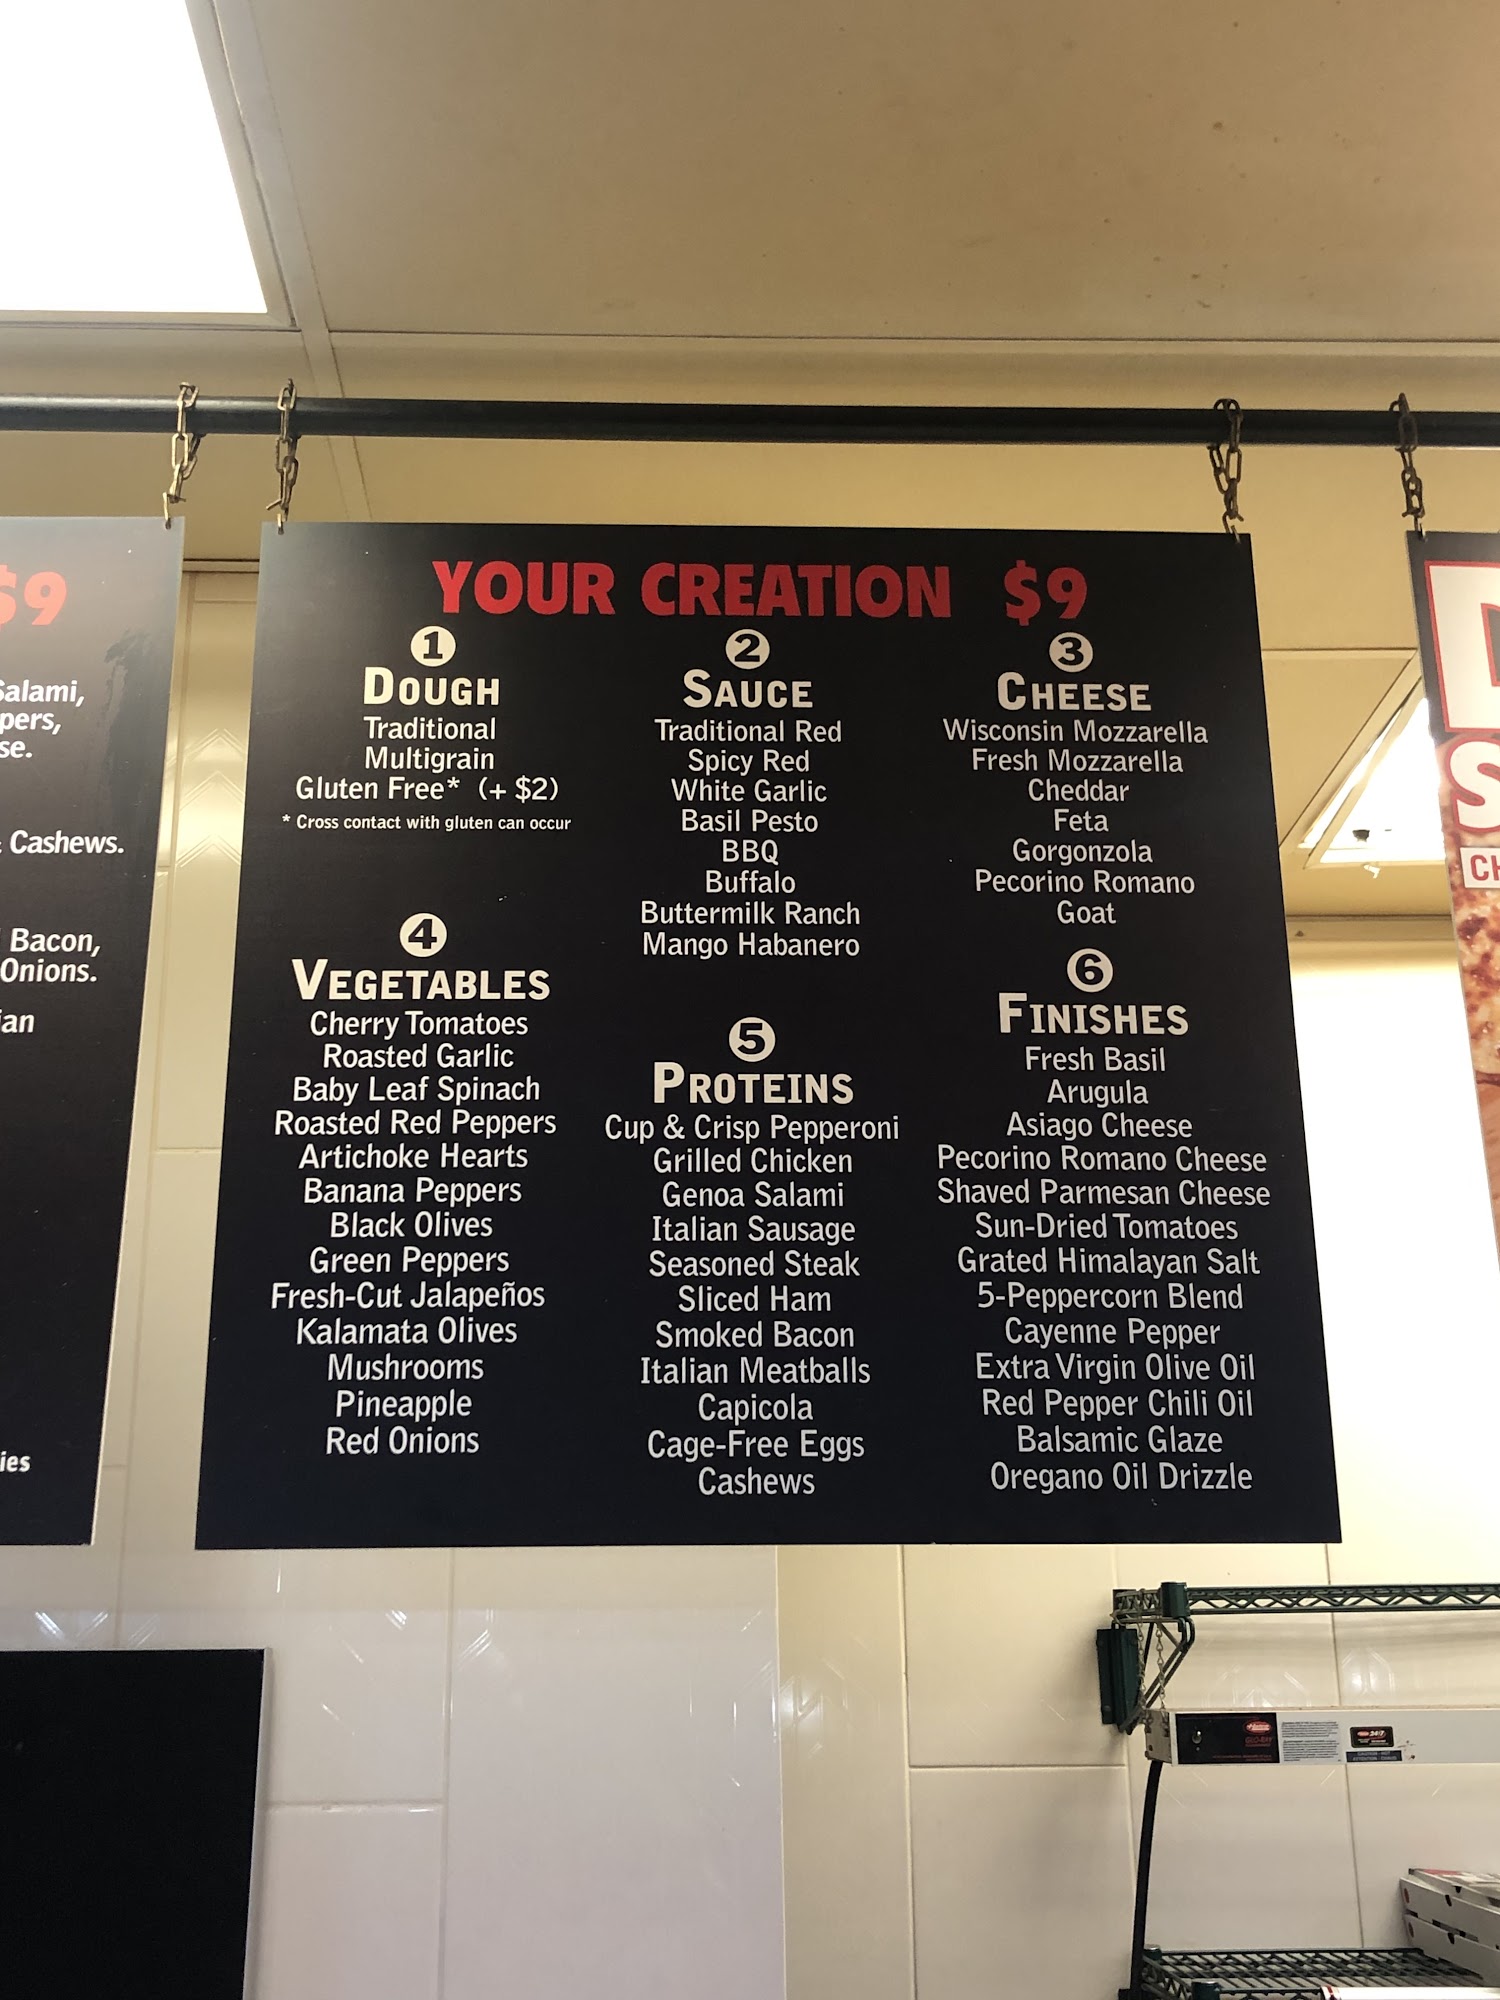 YOUR CREATION $9
1
DOUGH
Traditional
Multigrain
Gluten Free* (+ $2)
* Cross contact with gluten can occur
2
SAUCE
Traditional Red
Spicy Red
White Garlic
Basil Pesto
BBQ
Buffalo
Buttermilk Ranch
Mango Habanero
3
CHEESE
Wisconsin Mozzarella
Fresh Mozzarella
Cheddar
Feta
Gorgonzola
Pecorino Romano
Goat
4
VEGETABLES
Cherry Tomatoes
Roasted Garlic
Baby Leaf Spinach
Roasted Red Peppers
Artichoke Hearts
Banana Peppers
Black Olives
Green Peppers
Fresh-Cut Jalapeños
Kalamata Olives
Mushrooms
Pineapple
Red Onions
5
PROTEINS
Cup & Crisp Pepperoni
Grilled Chicken
Genoa Salami
Italian Sausage
Seasoned Steak
Sliced Ham
Smoked Bacon
Italian Meatballs
Capicola
Cage-Free Eggs
Cashews
6
FINISHES
Fresh Basil
Arugula
Asiago Cheese
Pecorino Romano Cheese
Shaved Parmesan Cheese
Sun-Dried Tomatoes
Grated Himalayan Salt
5-Peppercorn Blend
Cayenne Pepper
Extra Virgin Olive Oil
Red Pepper Chili Oil
Balsamic Glaze
Oregano Oil Drizzle
$9
Salami,
Cashews.
Bacon,
Onions.